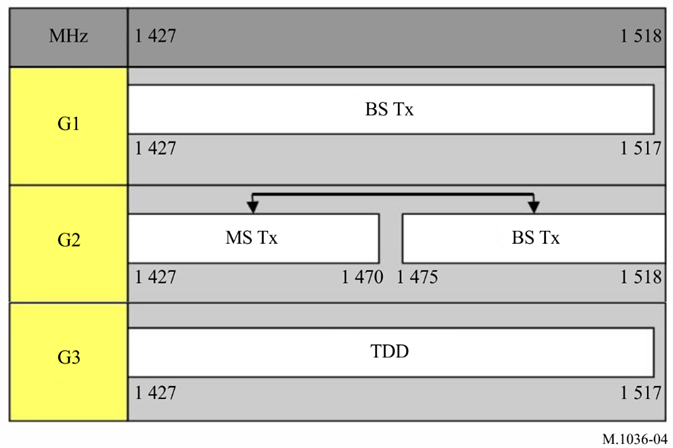 MHz 1 427 1 518
G1 BS Tx
1 427 1 517
G2 MS Tx BS Tx
1 427 1 470 1 475 1 518
G3 TDD
1 427 1 517
M.1036-04